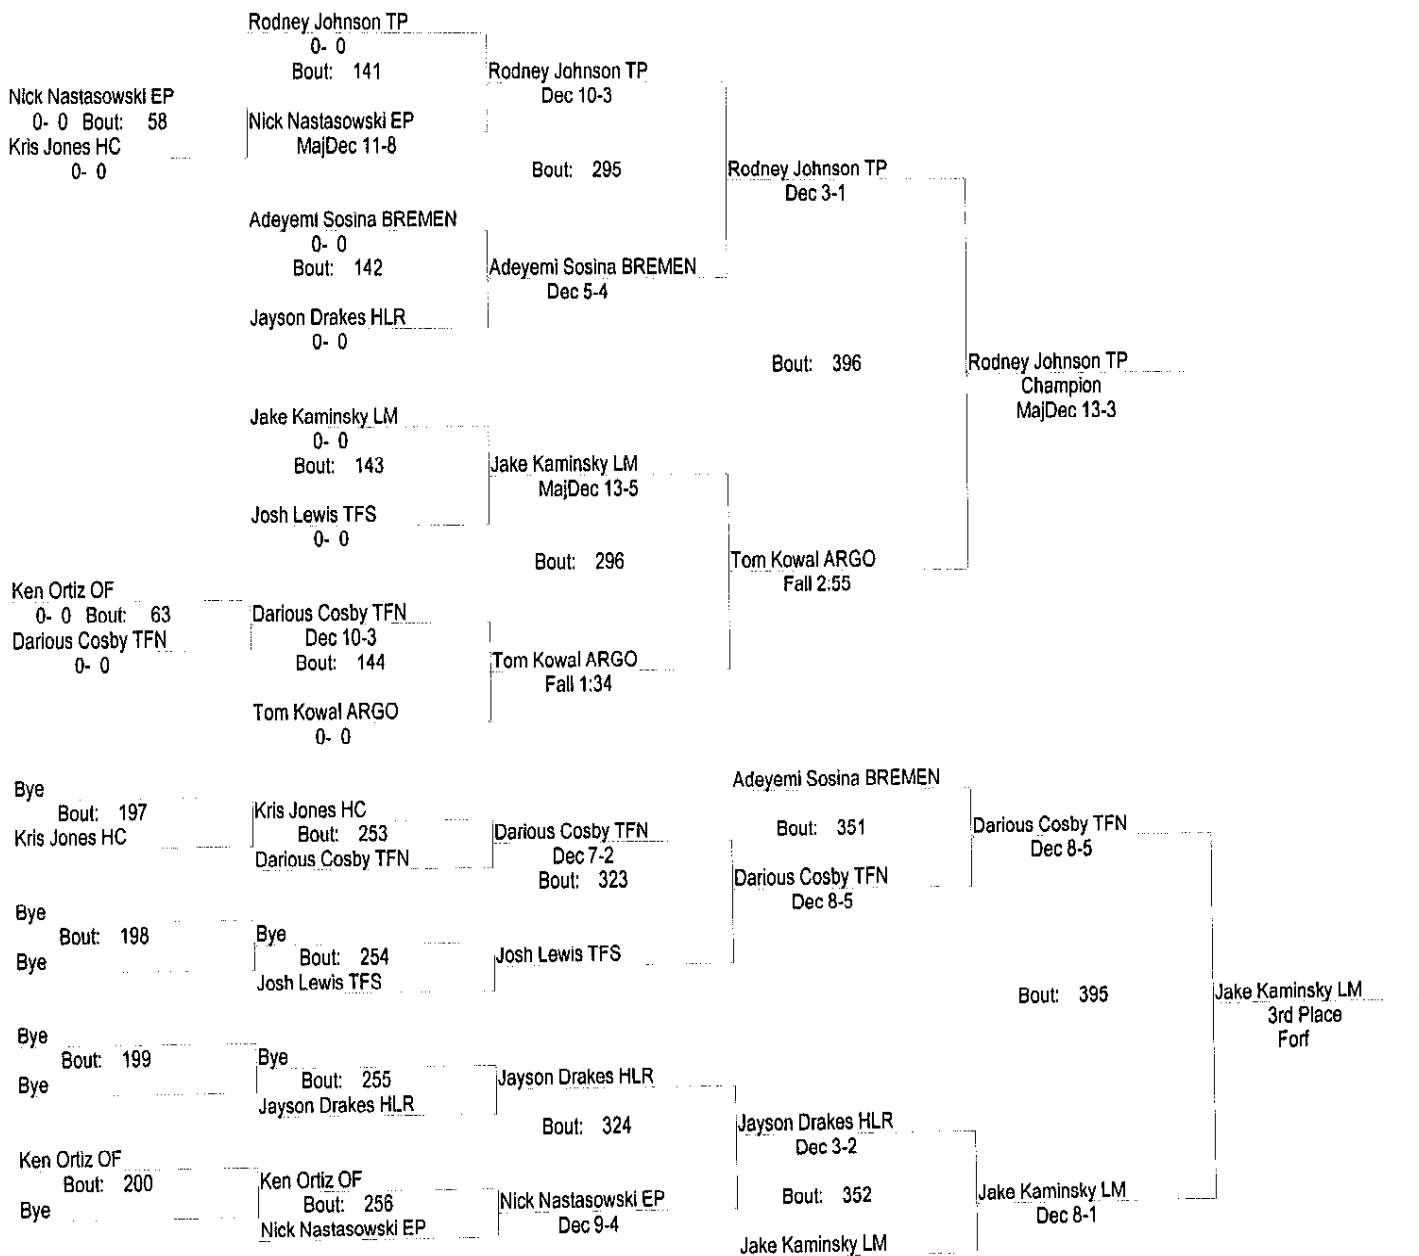 Rodney Johnson TP
0- 0
Bout: 141
Rodney Johnson TP
Dec 10-3
Nick Nastasowski EP
0- 0 Bout: 58
Kris Jones HC
0- 0
Nick Nastasowski EP
MajDec 11-8
Bout: 295
Rodney Johnson TP
Dec 3-1
Adeyemi Sosina BREMEN
0- 0
Bout: 142
Adeyemi Sosina BREMEN
Dec 5-4
Jayson Drakes HLR
0- 0
Bout: 396
Rodney Johnson TP
Champion
MajDec 13-3
Jake Kaminsky LM
0- 0
Bout: 143
Jake Kaminsky LM
MajDec 13-5
Josh Lewis TFS
0- 0
Bout: 296
Tom Kowal ARGO
Fall 2:55
Ken Ortiz OF
0- 0 Bout: 63
Darious Cosby TFN
0- 0
Darious Cosby TFN
Dec 10-3
Bout: 144
Tom Kowal ARGO
Fall 1:34
Tom Kowal ARGO
0- 0
Bye
Bout: 197
Kris Jones HC
Kris Jones HC
Bout: 253
Darious Cosby TFN
Darious Cosby TFN
Dec 7-2
Bout: 323
Adeyemi Sosina BREMEN
Bout: 351
Darious Cosby TFN
Dec 8-5
Darious Cosby TFN
Dec 8-5
Bye
Bout: 198
Bye
Bye
Bout: 254
Josh Lewis TFS
Josh Lewis TFS
Bout: 395
Jake Kaminsky LM
3rd Place
Forf
Bye
Bout: 199
Bye
Bye
Bout: 255
Jayson Drakes HLR
Jayson Drakes HLR
Bout: 324
Jayson Drakes HLR
Dec 3-2
Ken Ortiz OF
Bout: 200
Bye
Ken Ortiz OF
Bout: 256
Nick Nastasowski EP
Nick Nastasowski EP
Dec 9-4
Bout: 352
Jake Kaminsky LM
Dec 8-1
Jake Kaminsky LM